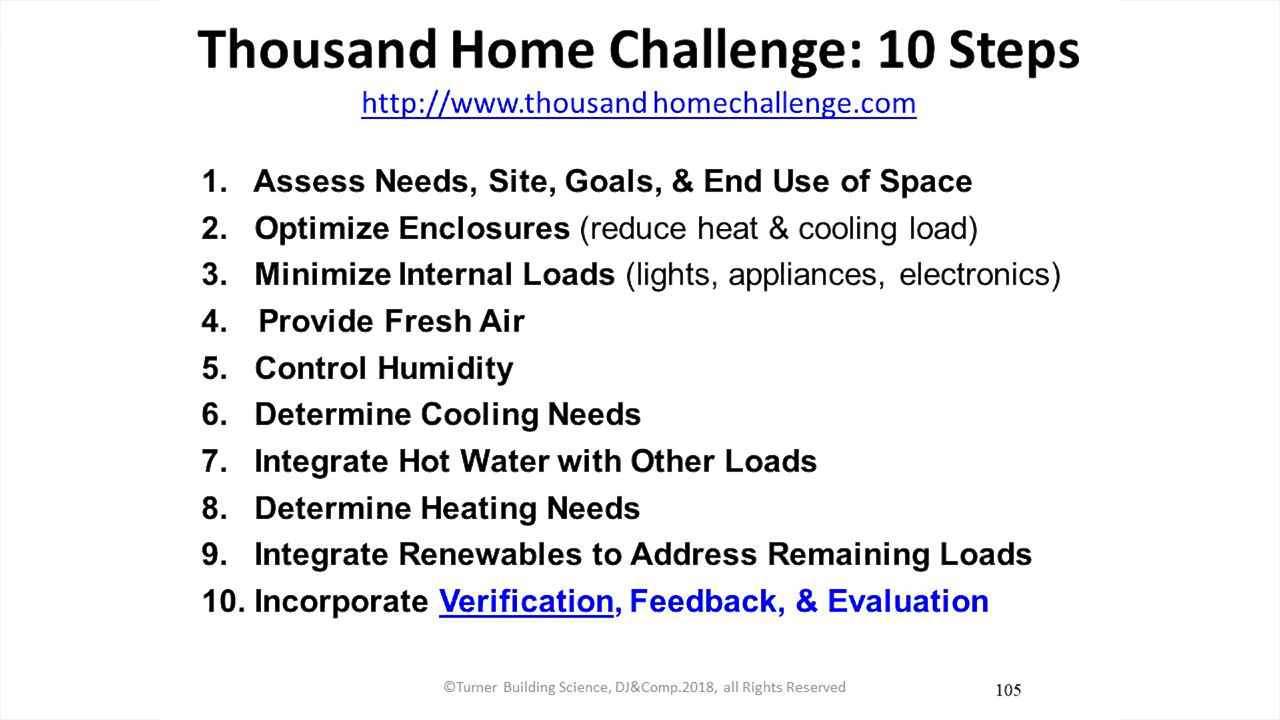 Thousand Home Challenge: 10 Steps
http://www.thousandhomechallenge.com
1. Assess Needs, Site, Goals, & End Use of Space
2. Optimize Enclosures (reduce heat & cooling load)
3. Minimize Internal Loads (lights, appliances, electronics)
4. Provide Fresh Air
5. Control Humidity
6. Determine Cooling Needs
7. Integrate Hot Water with Other Loads
8. Determine Heating Needs
9. Integrate Renewables to Address Remaining Loads
10. Incorporate Verification, Feedback, & Evaluation
©Turner Building Science, DJ&Comp.2018, all Rights Reserved
105